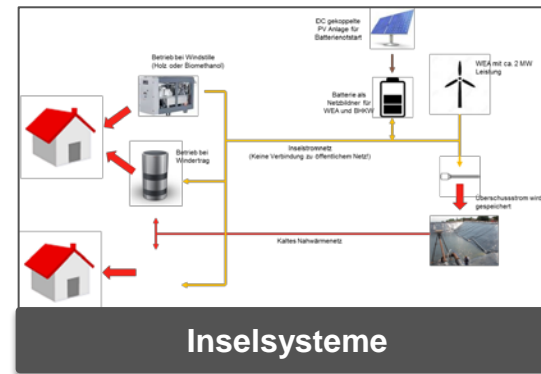 DC gekoppelte
PV Anlage für
Batterienotstart
Betrieb bei Windstille
(Holz oder Biomethanol)
WEA mit ca. 2 MW
Leistung
Batterie als
Netzbildner für
WEA und BHKW
Betrieb bei
Windertrag
Inselstromnetz
(Keine Verbindung zu öffentlichem Netz!)
Überschussstrom wird
gespeichert
Kaltes Nahwärmenetz
Inselsysteme